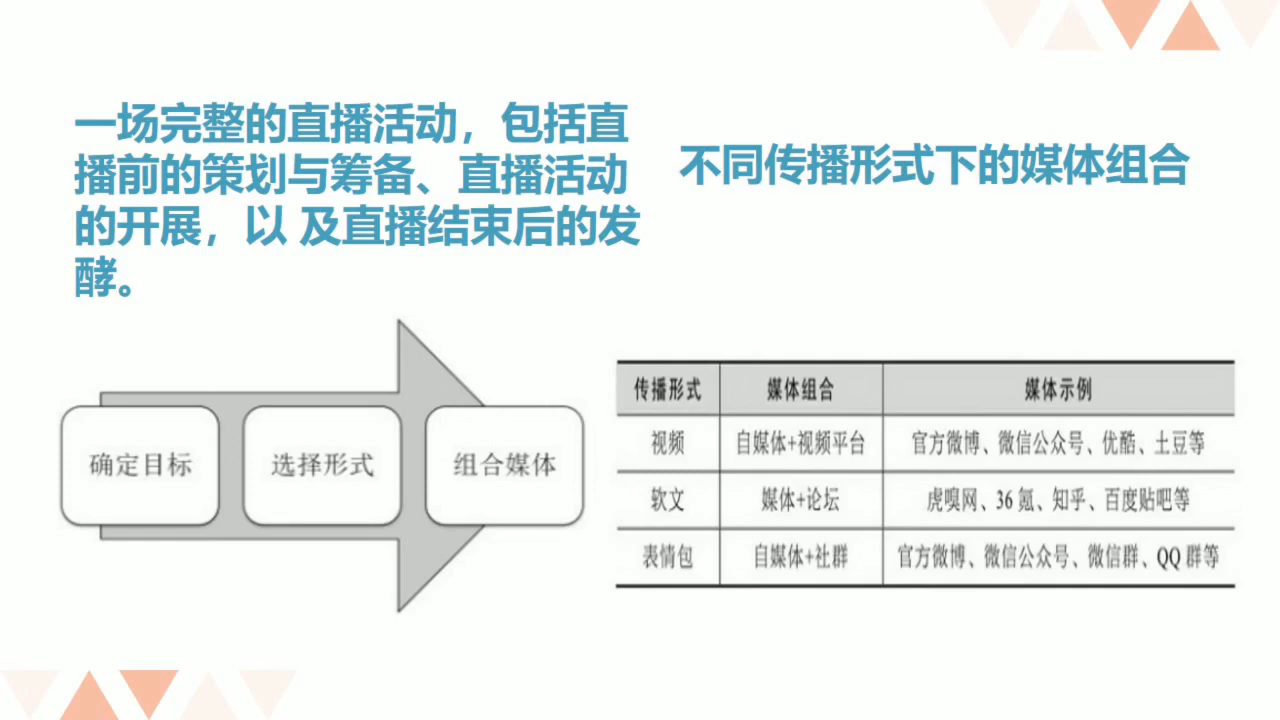 一场完整的直播活动，包括直
播前的策划与筹备、直播活动
的开展，以 及直播结束后的发
酵。
不同传播形式下的媒体组合
确定目标
选择形式
组合媒体
传播形式 媒体组合 媒体示例
视频 自媒体+视频平台 官方微博、微信公众号、优酷、土豆等
软文 媒体+论坛 虎嗅网、36 氪、知乎、百度贴吧等
表情包 自媒体+社群 官方微博、微信公众号、微信群、QQ 群等